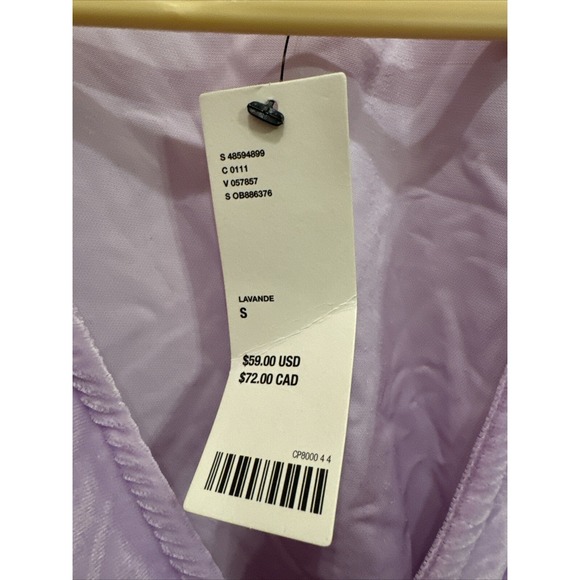 S 48594899
C 0111
V 057857
S OB886376
LAVANDE
S
$59.00 USD
$72.00 CAD
CP8000 4 4